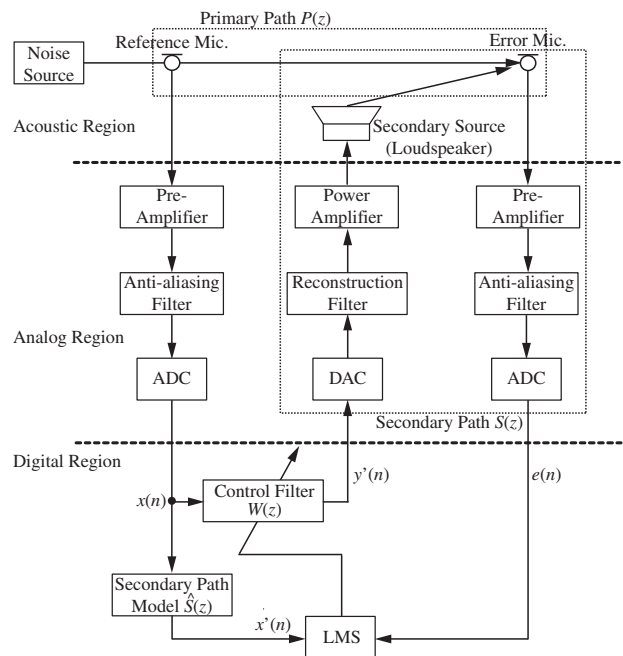 Primary Path P(z)
Reference Mic.
Error Mic.
Noise
Source
Acoustic Region
Secondary Source
(Loudspeaker)
Pre-
Amplifier
Power
Amplifier
Pre-
Amplifier
Anti-aliasing
Filter
Reconstruction
Filter
Anti-aliasing
Filter
Analog Region
ADC
DAC
ADC
Secondary Path S(z)
Digital Region
x(n)
Control Filter
W(z)
y'(n)
e(n)
Secondary Path
Model Ŝ(z)
x'(n)
LMS